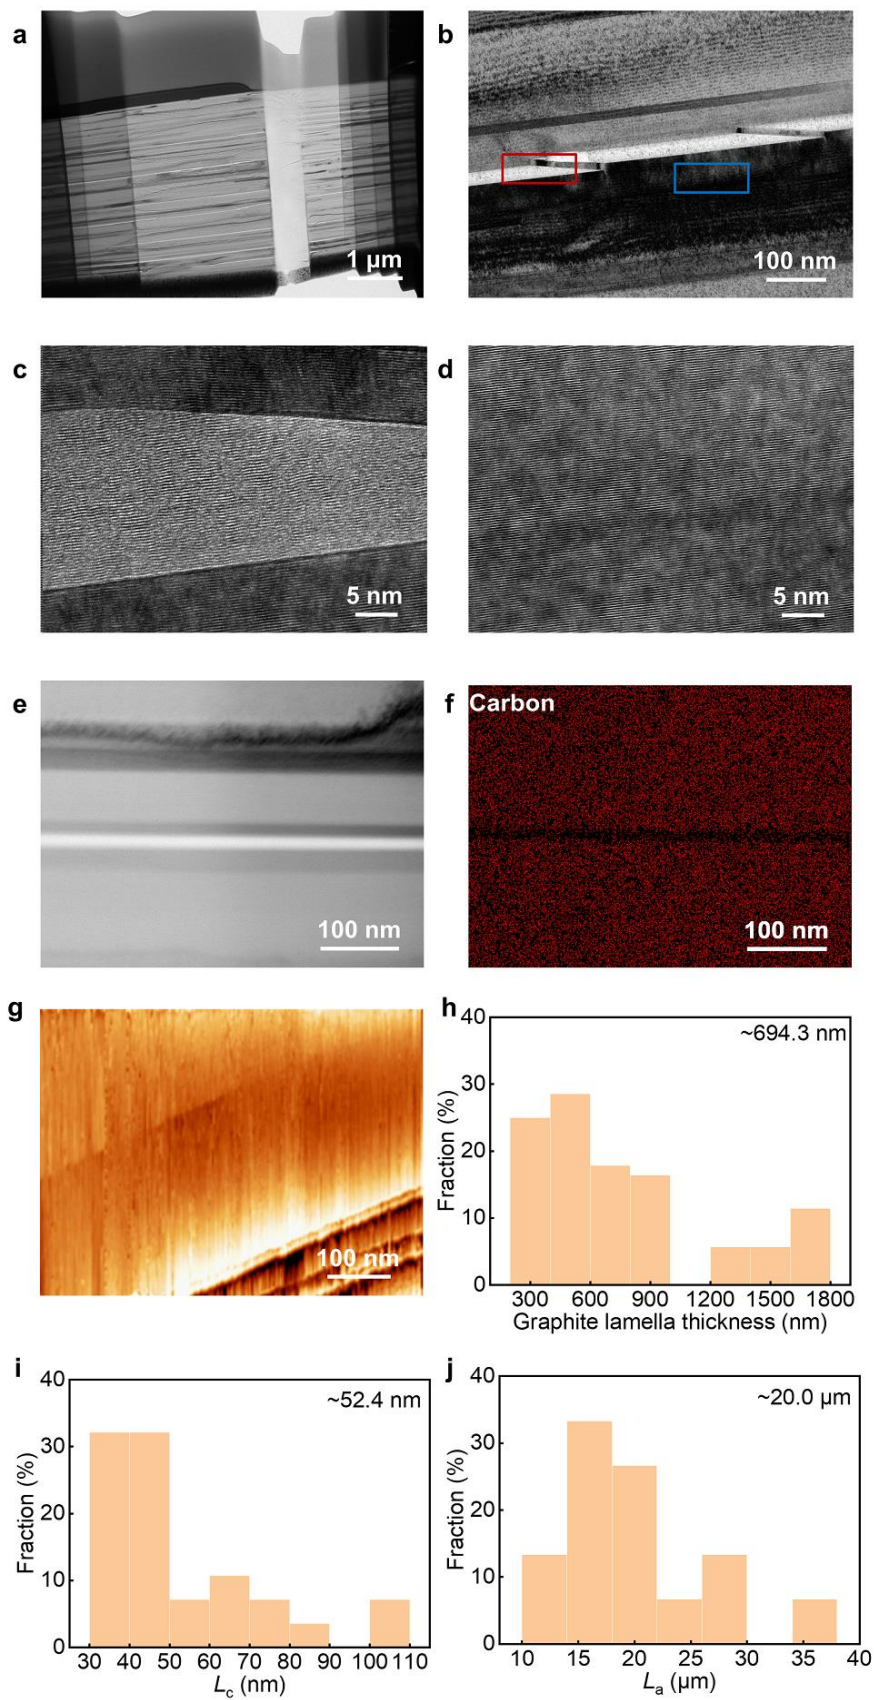 a
1 µm
b
100 nm
c
5 nm
d
5 nm
e
100 nm
f
Carbon
100 nm
g
100 nm
h
~694.3 nm
40
30
20
10
0
Fraction (%)
300 600 900 1200 1500 1800
Graphite lamella thickness (nm)
i
~52.4 nm
40
30
20
10
0
Fraction (%)
30 40 50 60 70 80 90 100 110
Lc (nm)
j
~20.0 µm
40
30
20
10
0
Fraction (%)
10 15 20 25 30 35 40
La (µm)